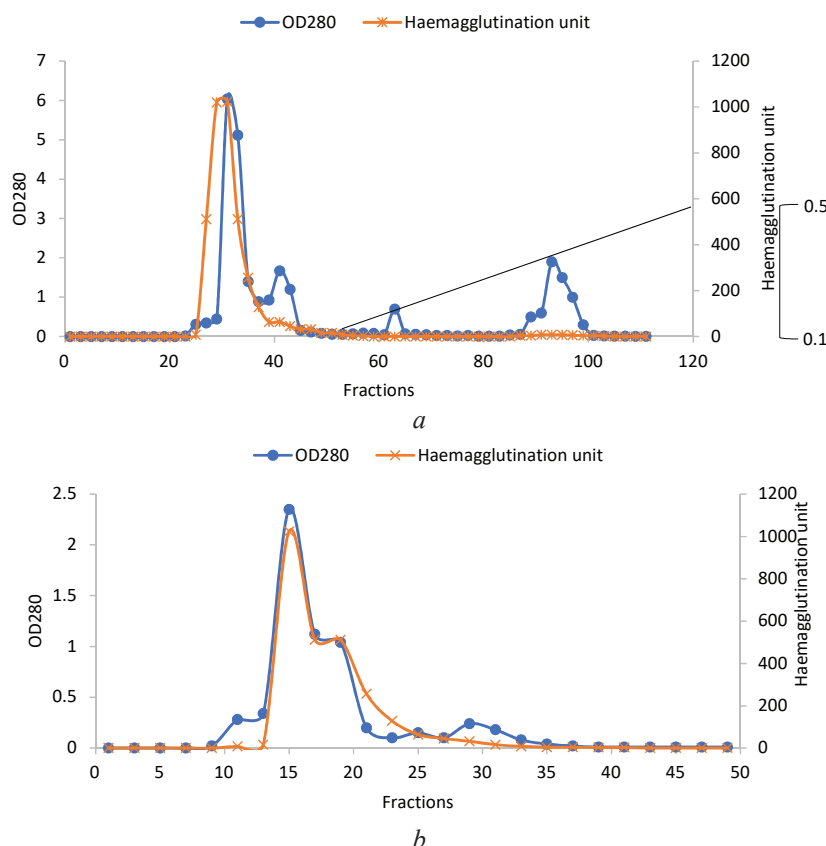 OD280 Haemagglutination unit
7
6
5
4
3
2
1
0
OD280
1200
1000
800
600
400
200
0
Haemagglutination unit
0.5
0.1
0 20 40 60 80 100 120
Fractions
a
OD280 Haemagglutination unit
2.5
2
1.5
1
0.5
0
OD280
1200
1000
800
600
400
200
0
Haemagglutination unit
0 5 10 15 20 25 30 35 40 45 50
Fractions
b